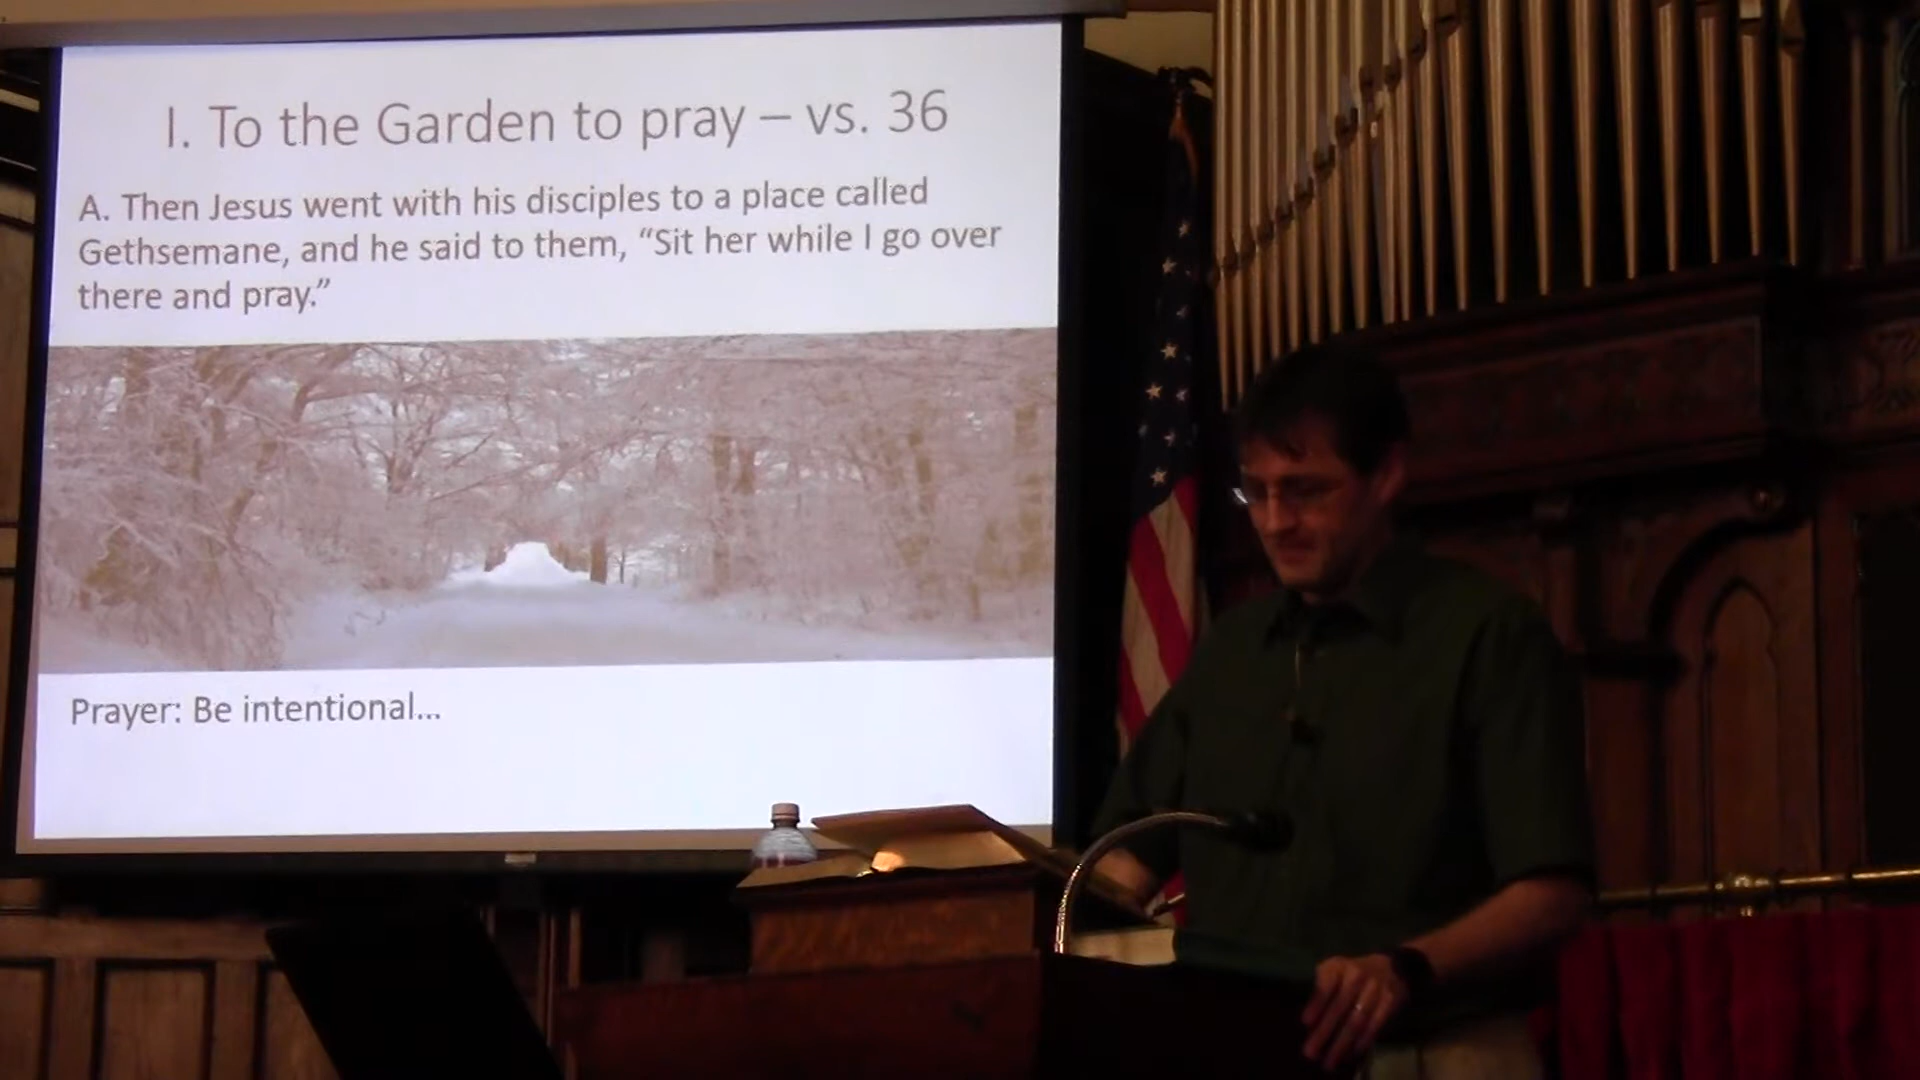 I. To the Garden to pray – vs. 36
A. Then Jesus went with his disciples to a place called
Gethsemane, and he said to them, “Sit her while I go over
there and pray.”
Prayer: Be intentional...